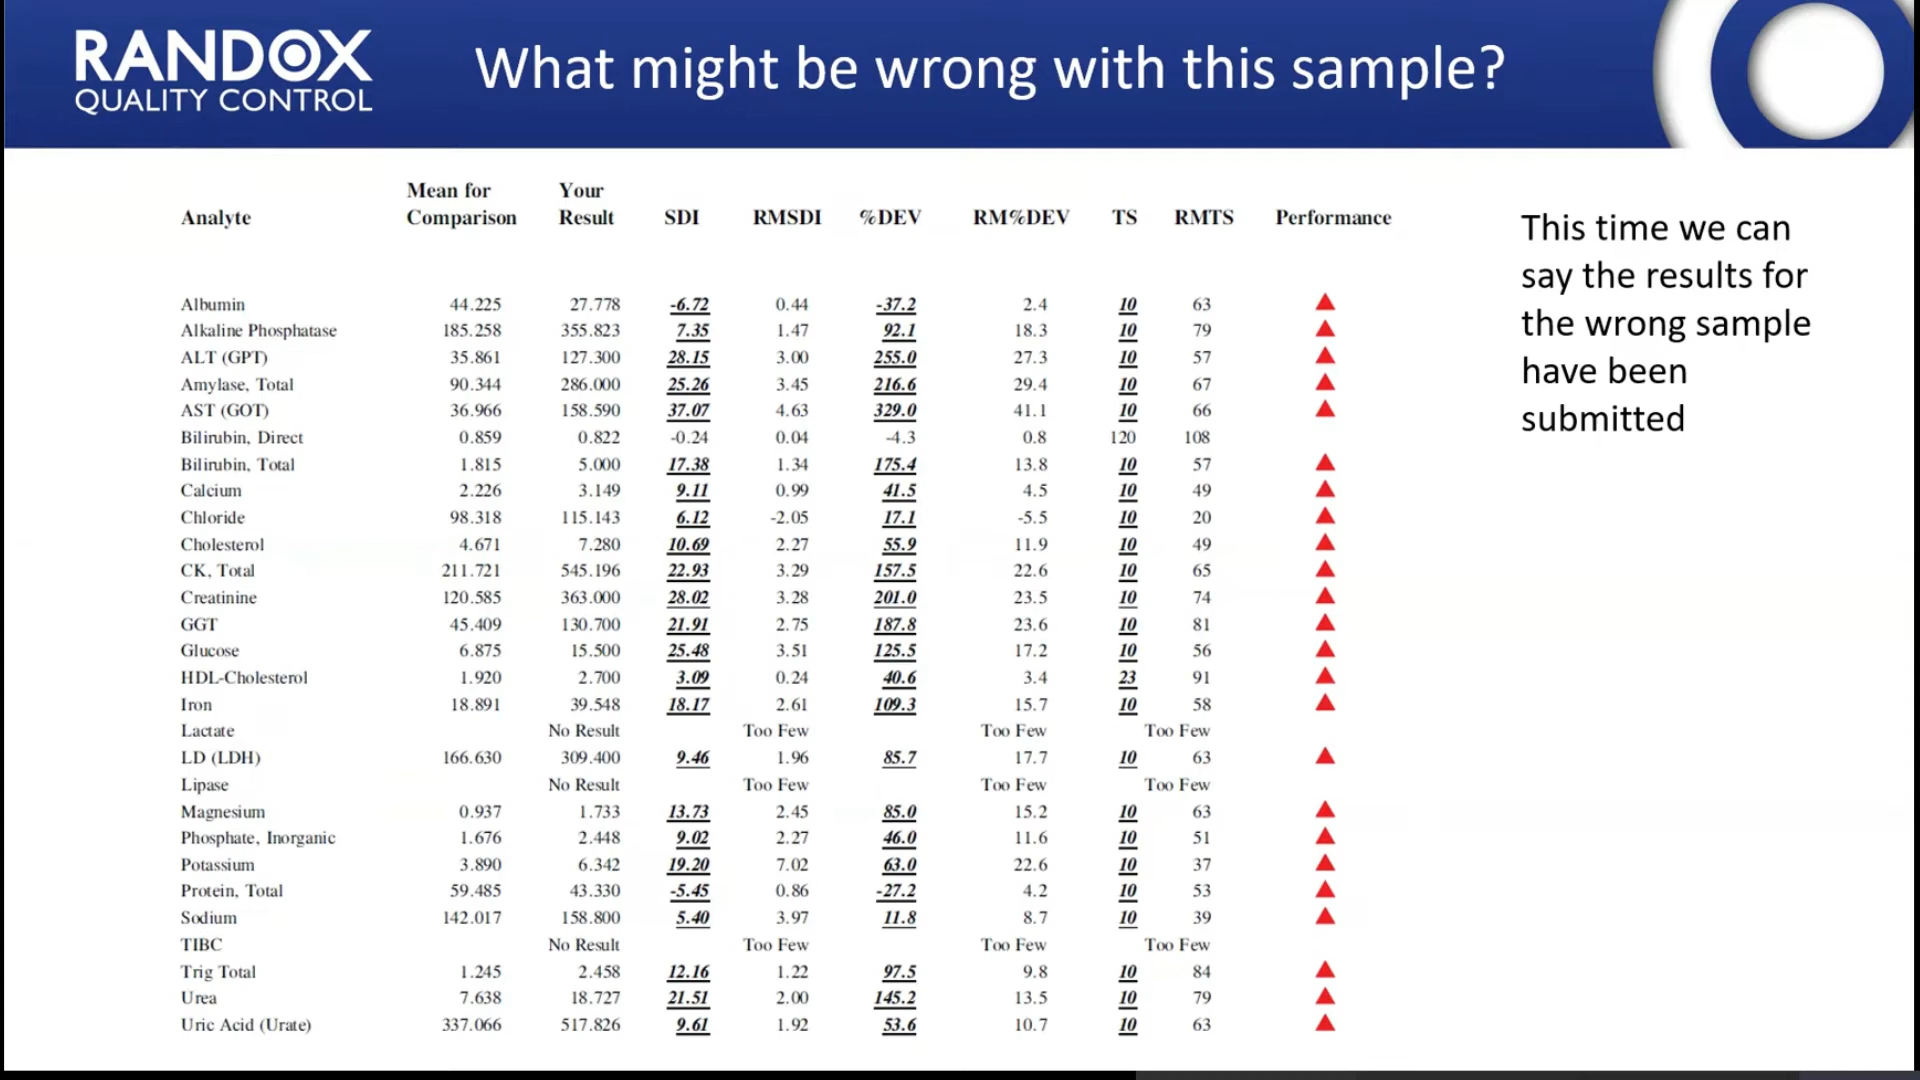 RANDOX
QUALITY CONTROL
What might be wrong with this sample?
Analyte Mean for Comparison Your Result SDI RMSDI %DEV RM%DEV TS RMTS Performance
Albumin 44.225 27.778 -6.72 0.44 -37.2 2.4 10 63
Alkaline Phosphatase 185.258 355.823 7.35 1.47 92.1 18.3 10 79
ALT (GPT) 35.861 127.300 28.15 3.00 255.0 27.3 10 57
Amylase, Total 90.344 286.000 25.26 3.45 216.6 29.4 10 67
AST (GOT) 36.966 158.590 37.07 4.63 329.0 41.1 10 66
Bilirubin, Direct 0.859 0.822 -0.24 0.04 -4.3 0.8 120 108
Bilirubin, Total 1.815 5.000 17.38 1.34 175.4 13.8 10 57
Calcium 2.226 3.149 9.11 0.99 41.5 4.5 10 49
Chloride 98.318 115.143 6.12 -2.05 17.1 -5.5 10 20
Cholesterol 4.671 7.280 10.69 2.27 55.9 11.9 10 49
CK, Total 211.721 545.196 22.93 3.29 157.5 22.6 10 65
Creatinine 120.585 363.000 28.02 3.28 201.0 23.5 10 74
GGT 45.409 130.700 21.91 2.75 187.8 23.6 10 81
Glucose 6.875 15.500 25.48 3.51 125.5 17.2 10 56
HDL-Cholesterol 1.920 2.700 3.09 0.24 40.6 3.4 23 91
Iron 18.891 39.548 18.17 2.61 109.3 15.7 10 58
Lactate No Result Too Few Too Few Too Few
LD (LDH) 166.630 309.400 9.46 1.96 85.7 17.7 10 63
Lipase No Result Too Few Too Few Too Few
Magnesium 0.937 1.733 13.73 2.45 85.0 15.2 10 63
Phosphate, Inorganic 1.676 2.448 9.02 2.27 46.0 11.6 10 51
Potassium 3.890 6.342 19.20 7.02 63.0 22.6 10 37
Protein, Total 59.485 43.330 -5.45 0.86 -27.2 4.2 10 53
Sodium 142.017 158.800 5.40 3.97 11.8 8.7 10 39
TIBC No Result Too Few Too Few Too Few
Trig Total 1.245 2.458 12.16 1.22 97.5 9.8 10 84
Urea 7.638 18.727 21.51 2.00 145.2 13.5 10 79
Uric Acid (Urate) 337.066 517.826 9.61 1.92 53.6 10.7 10 63
This time we can
say the results for
the wrong sample
have been
submitted